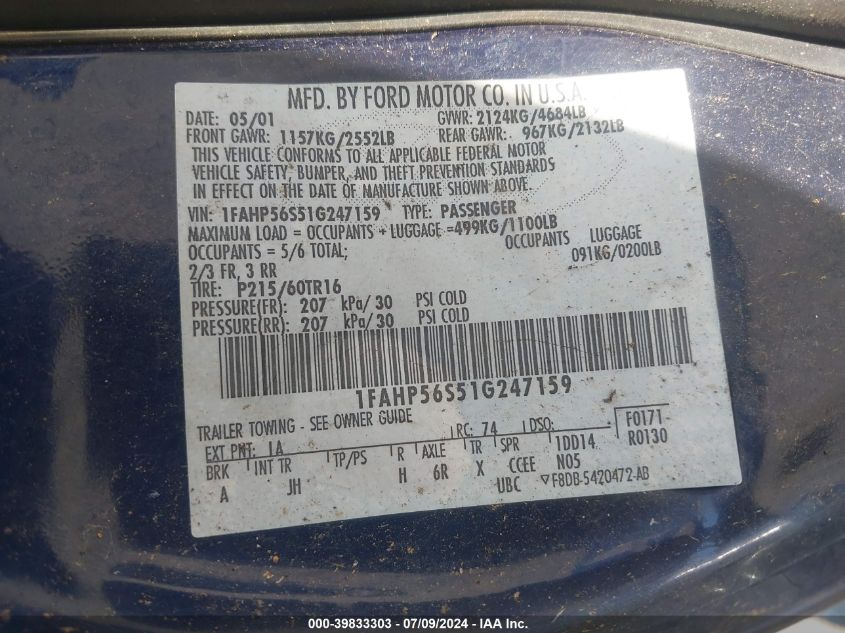 MFD. BY FORD MOTOR CO. IN U.S.A.
DATE: 05/01 GVWR: 2124KG/4684LB
FRONT GAWR: 1157KG/2552LB REAR GAWR: 967KG/2132LB
THIS VEHICLE CONFORMS TO ALL APPLICABLE FEDERAL MOTOR
VEHICLE SAFETY, BUMPER, AND THEFT PREVENTION STANDARDS
IN EFFECT ON THE DATE OF MANUFACTURE SHOWN ABOVE.
VIN: 1FAHP56S51G247159 TYPE: PASSENGER
MAXIMUM LOAD = OCCUPANTS + LUGGAGE =499KG/1100LB
OCCUPANTS = 5/6 TOTAL; OCCUPANTS LUGGAGE
2/3 FR, 3 RR 091KG/0200LB
TIRE: P215/60TR16
PRESSURE(FR): 207 kPa/30 PSI COLD
PRESSURE(RR): 207 kPa/30 PSI COLD
1FAHP56S51G247159
TRAILER TOWING - SEE OWNER GUIDE
EXT PNT: 1A RC: 74 DSO: F0171
BRK INT TR TP/PS R AXLE TR SPR 1DD14 R0130
A JH H 6R X CCEE N05
UBC ▽F8DB-5420472-AB
000-39833303 - 07/09/2024 - IAA Inc.